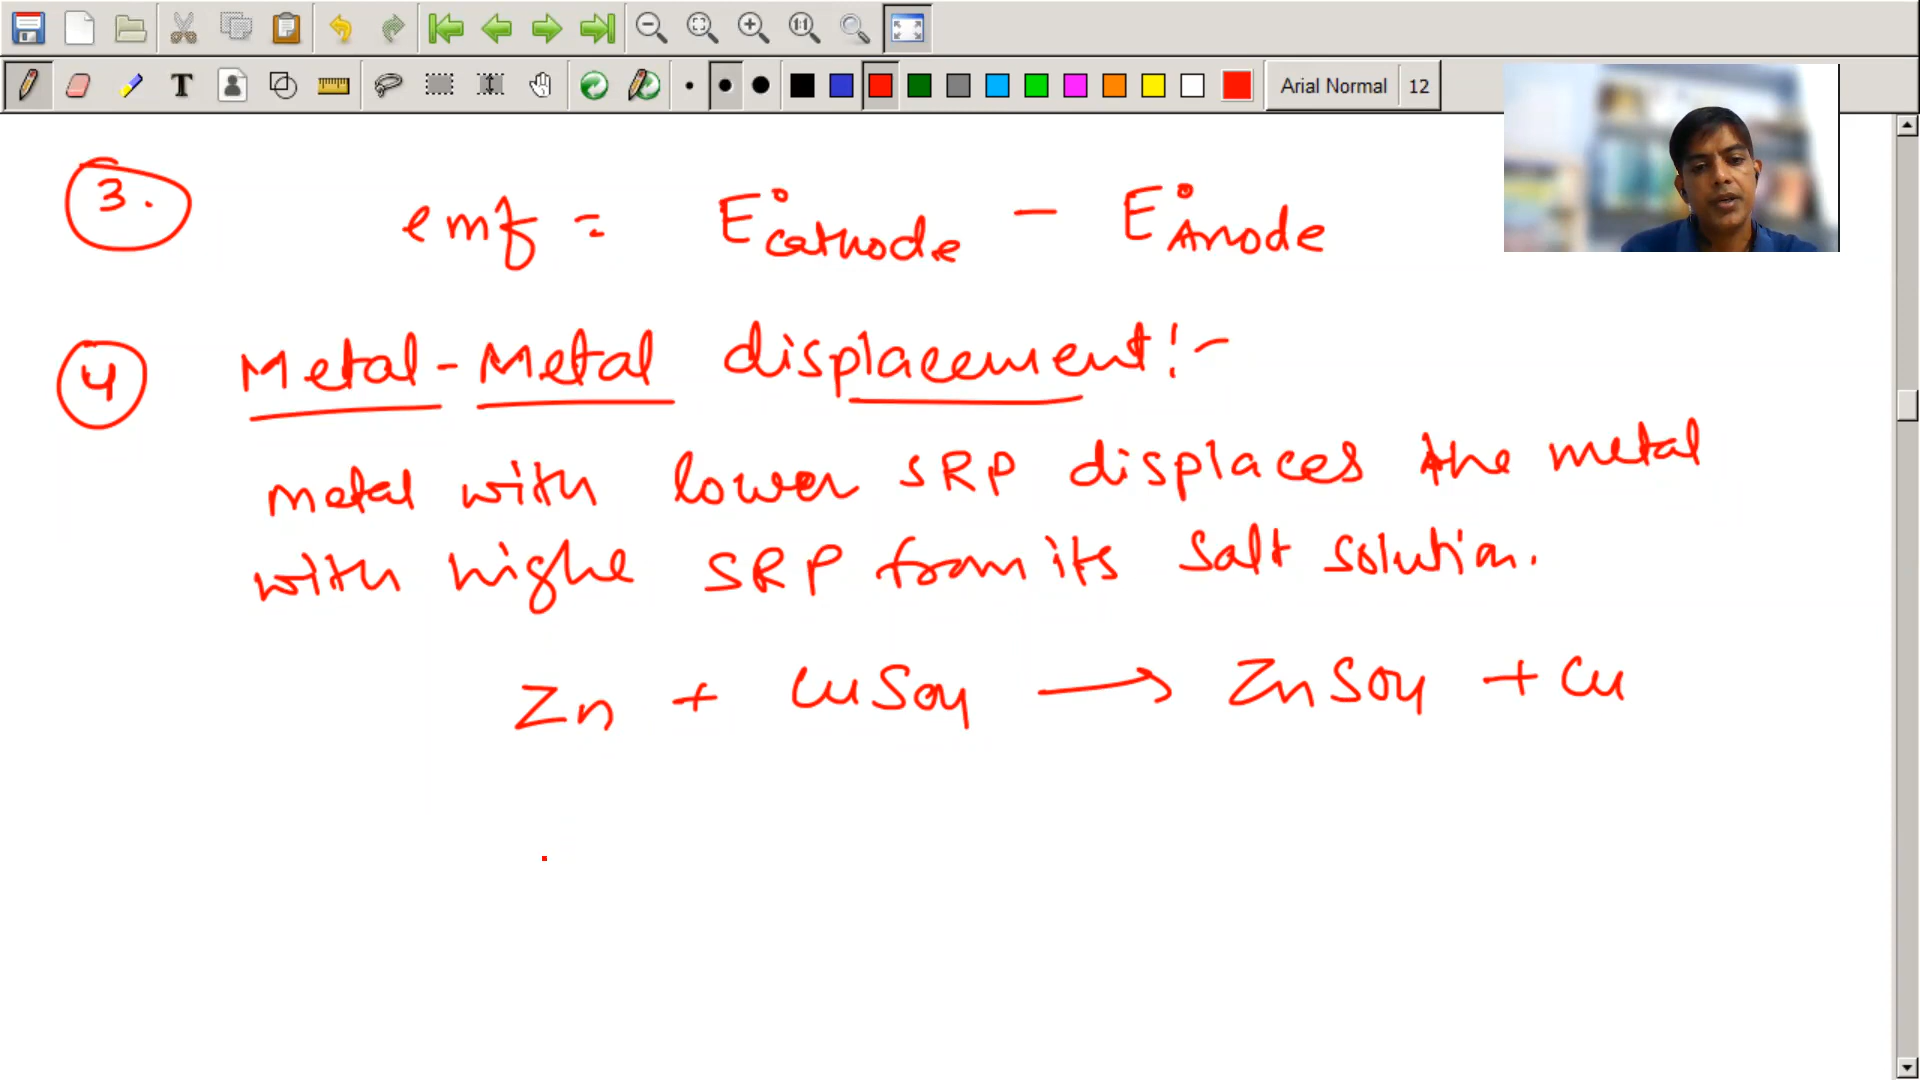 Arial Normal 12
3. emf = E°cathode - E°Anode
4 Metal-Metal displacement:-
metal with lower SRP displaces the metal
with highe SRP from its salt solution.
Zn + CuSO4 → ZnSO4 + Cu